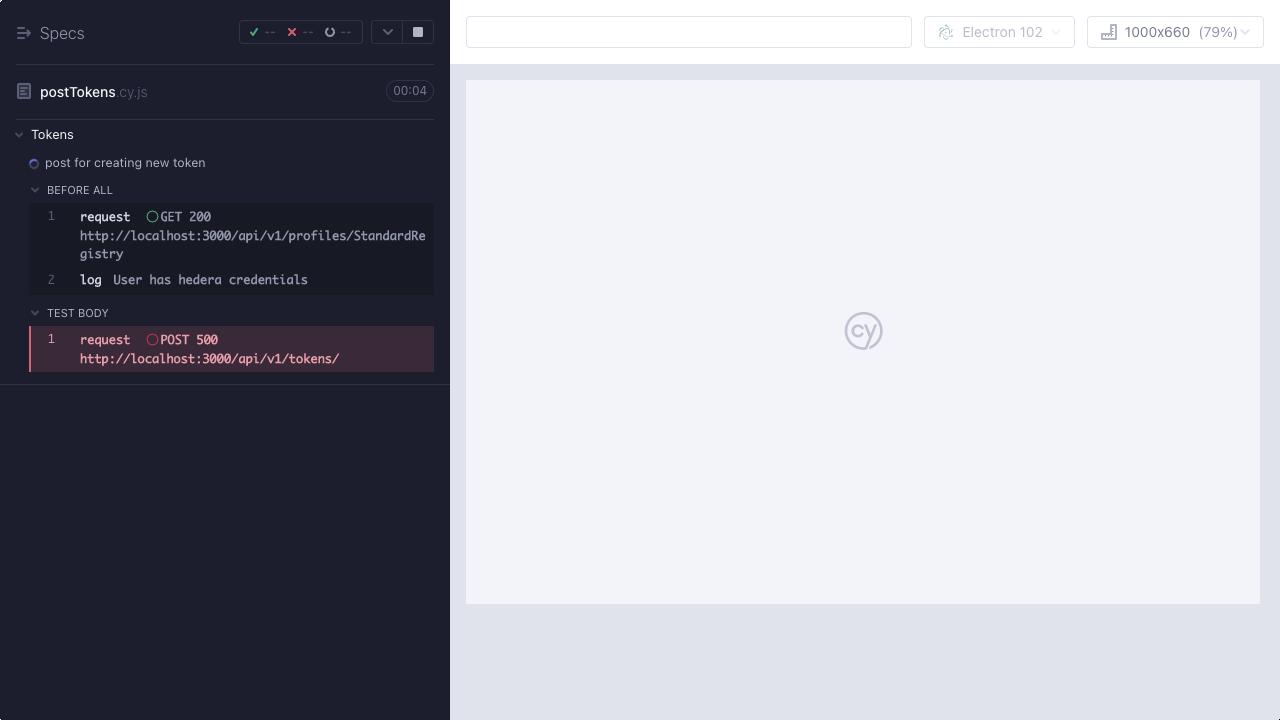 Specs
-- -- --
postTokens.cy.js
00:04
Tokens
post for creating new token
BEFORE ALL
1 request GET 200
http://localhost:3000/api/v1/profiles/StandardRe
gistry
2 log User has hedera credentials
TEST BODY
1 request POST 500
http://localhost:3000/api/v1/tokens/
Electron 102
1000x660 (79%)
cy